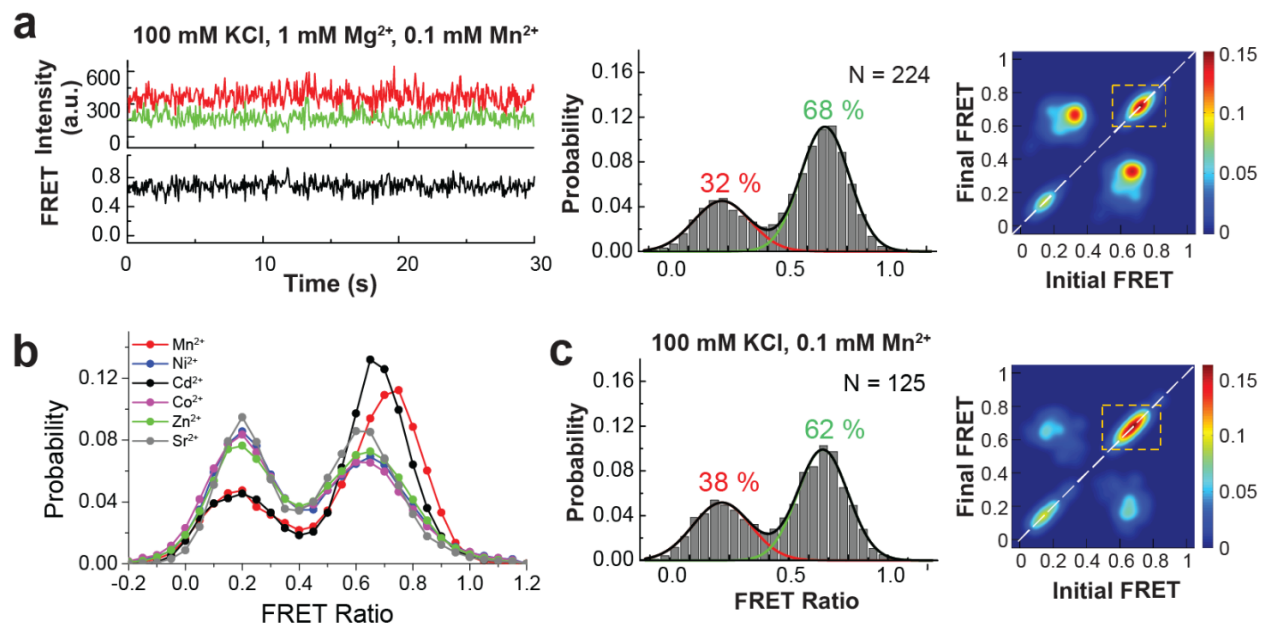 a
100 mM KCl, 1 mM Mg²⁺, 0.1 mM Mn²⁺
Intensity
(a.u.)
600
300
0
FRET
0.8
0.4
0.0
0 10 20 30
Time (s)
Probability
0.16
0.12
0.08
0.04
0.00
N = 224
32 %
68 %
0.0 0.5 1.0
Final FRET
1
0.8
0.6
0.4
0.2
0
0 0.2 0.4 0.6 0.8 1
Initial FRET
0.15
0.1
0.05
0
b
Mn²⁺
Ni²⁺
Cd²⁺
Co²⁺
Zn²⁺
Sr²⁺
Probability
0.12
0.08
0.04
0.00
-0.2 0.0 0.2 0.4 0.6 0.8 1.0 1.2
FRET Ratio
c
100 mM KCl, 0.1 mM Mn²⁺
Probability
0.16
0.12
0.08
0.04
0.00
N = 125
38 %
62 %
0.0 0.5 1.0
FRET Ratio
Final FRET
1
0.8
0.6
0.4
0.2
0
0 0.2 0.4 0.6 0.8 1
Initial FRET
0.15
0.1
0.05
0